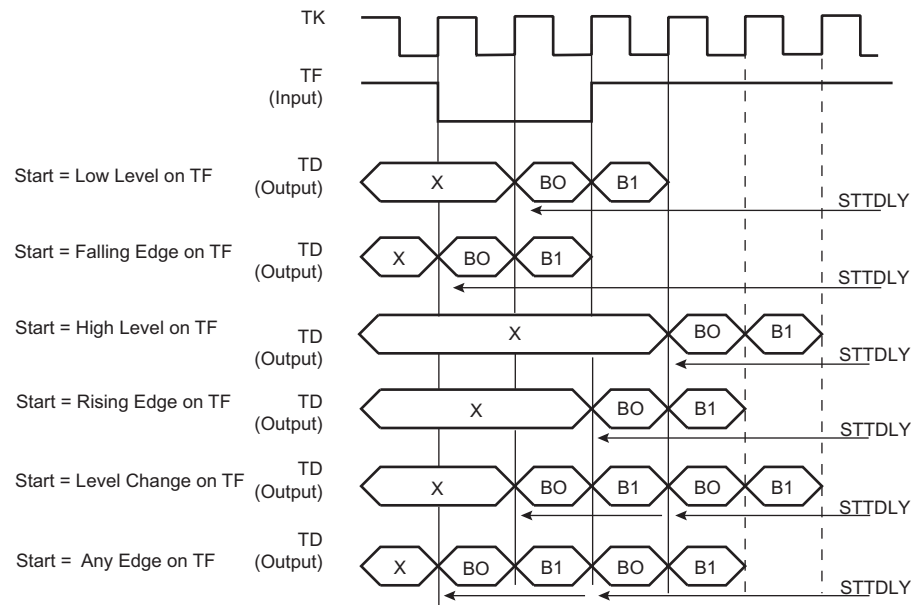 TK
TF
(Input)
Start = Low Level on TF
TD
(Output)
X
BO
B1
STTDLY
Start = Falling Edge on TF
TD
(Output)
X
BO
B1
STTDLY
Start = High Level on TF
TD
(Output)
X
BO
B1
STTDLY
Start = Rising Edge on TF
TD
(Output)
X
BO
B1
STTDLY
Start = Level Change on TF
TD
(Output)
X
BO
B1
BO
B1
STTDLY
Start = Any Edge on TF
TD
(Output)
X
BO
B1
BO
B1
STTDLY